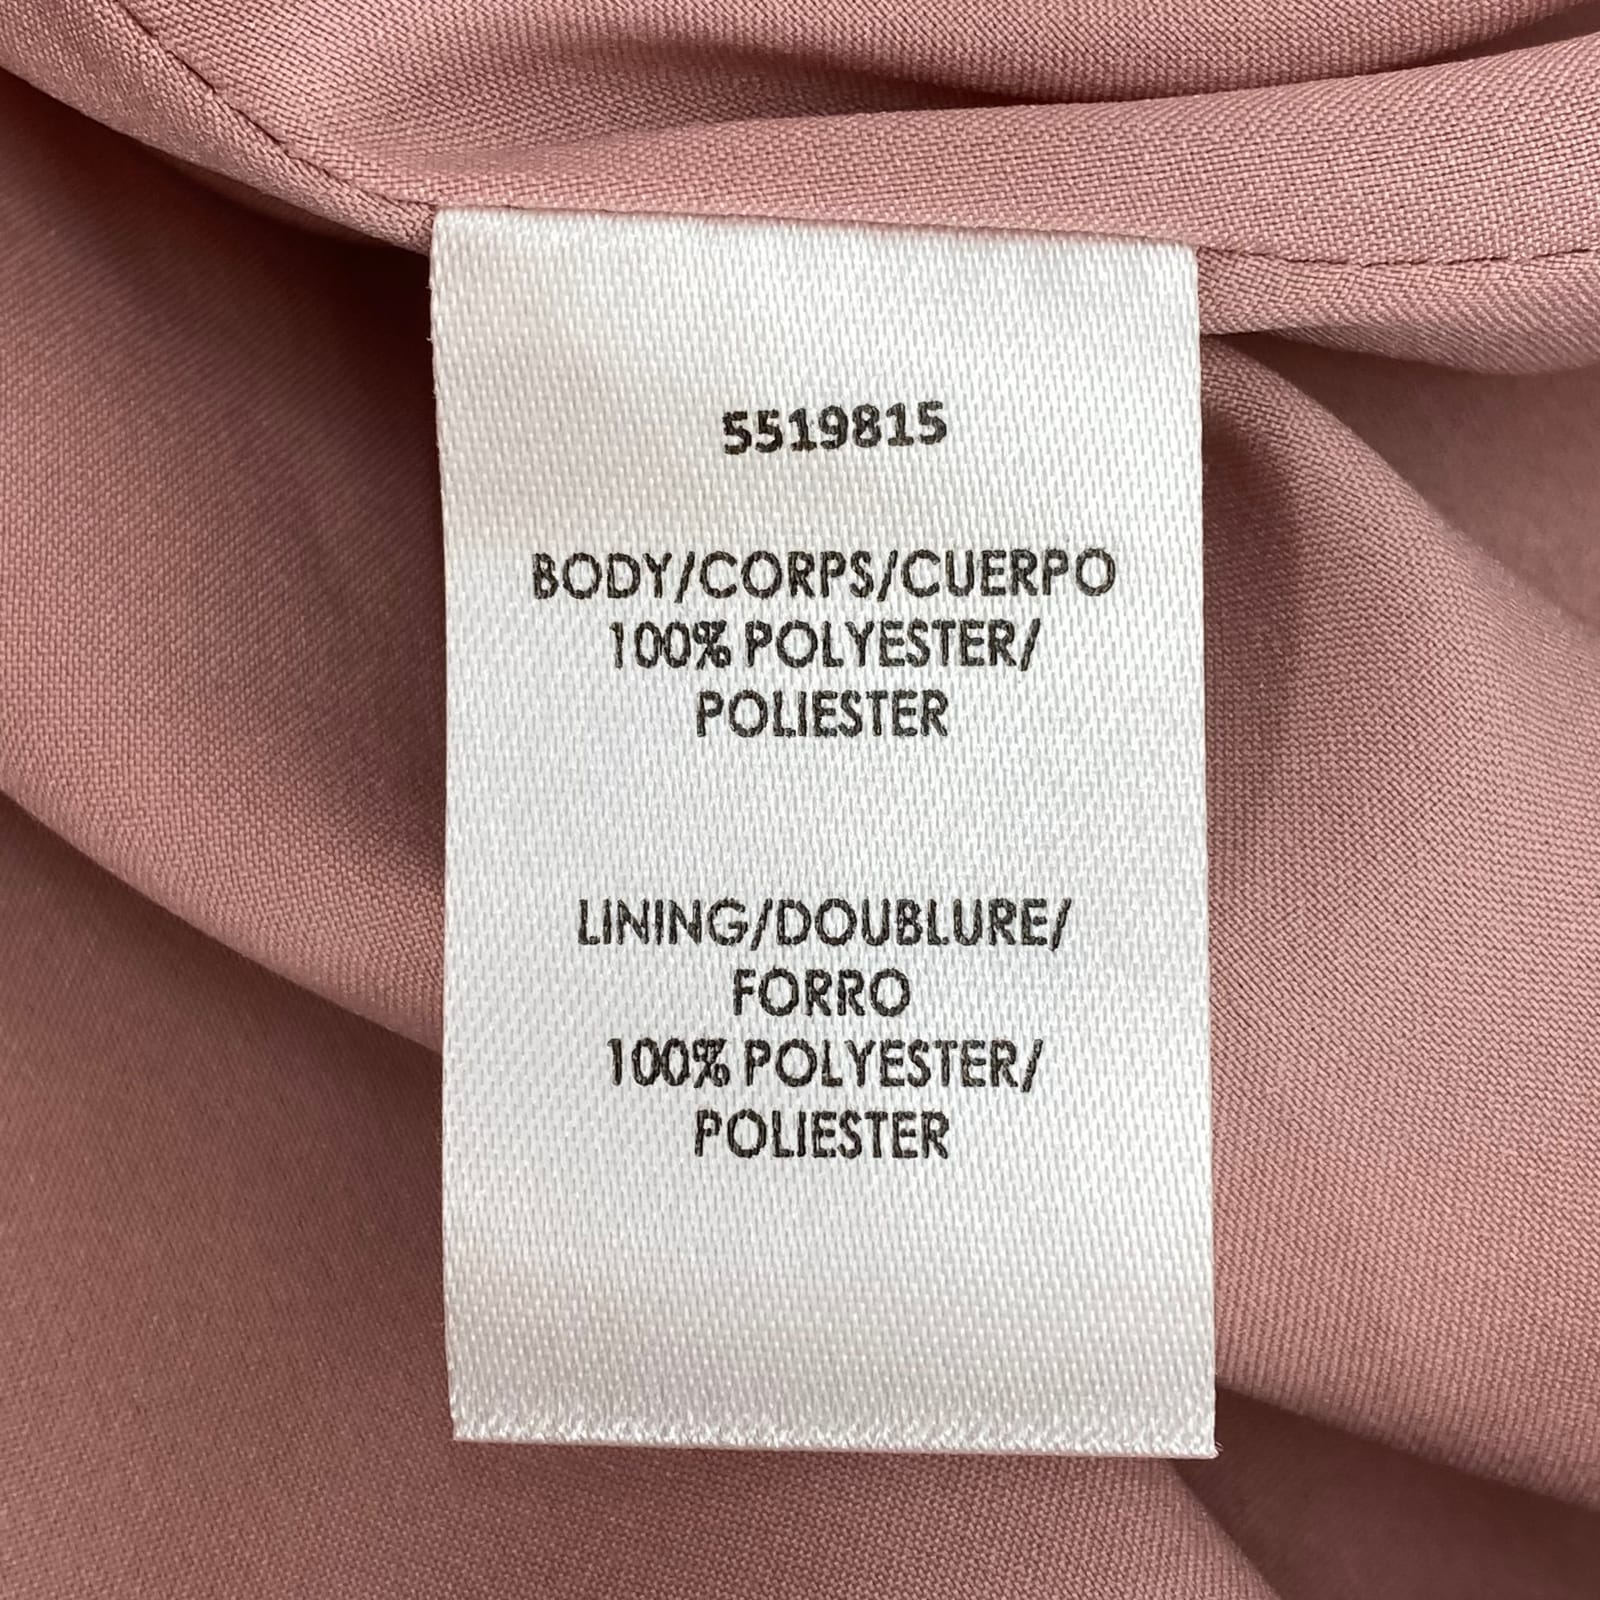 5519815
BODY/CORPS/CUERPO
100% POLYESTER/
POLIESTER
LINING/DOUBLURE/
FORRO
100% POLYESTER/
POLIESTER